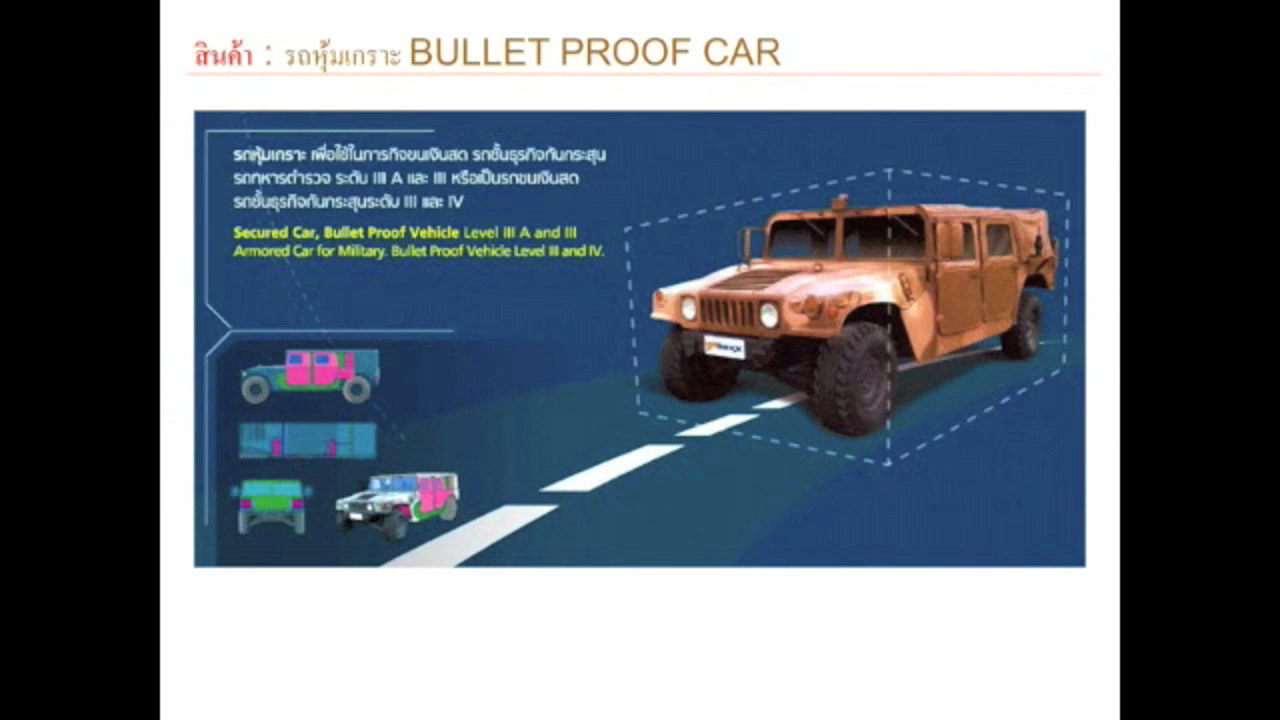 สินค้า : รถหุ้มเกราะ BULLET PROOF CAR
รถหุ้มเกราะ เพื่อใช้ในภารกิจขนเงินสด รถชั้นธุรกิจกันกระสุน
รถทหารตำรวจ ระดับ III A และ III หรือเป็นรถขนเงินสด
รถชั้นธุรกิจกันกระสุนระดับ III และ IV
Secured Car, Bullet Proof Vehicle Level III A and III
Armored Car for Military. Bullet Proof Vehicle Level III and IV.